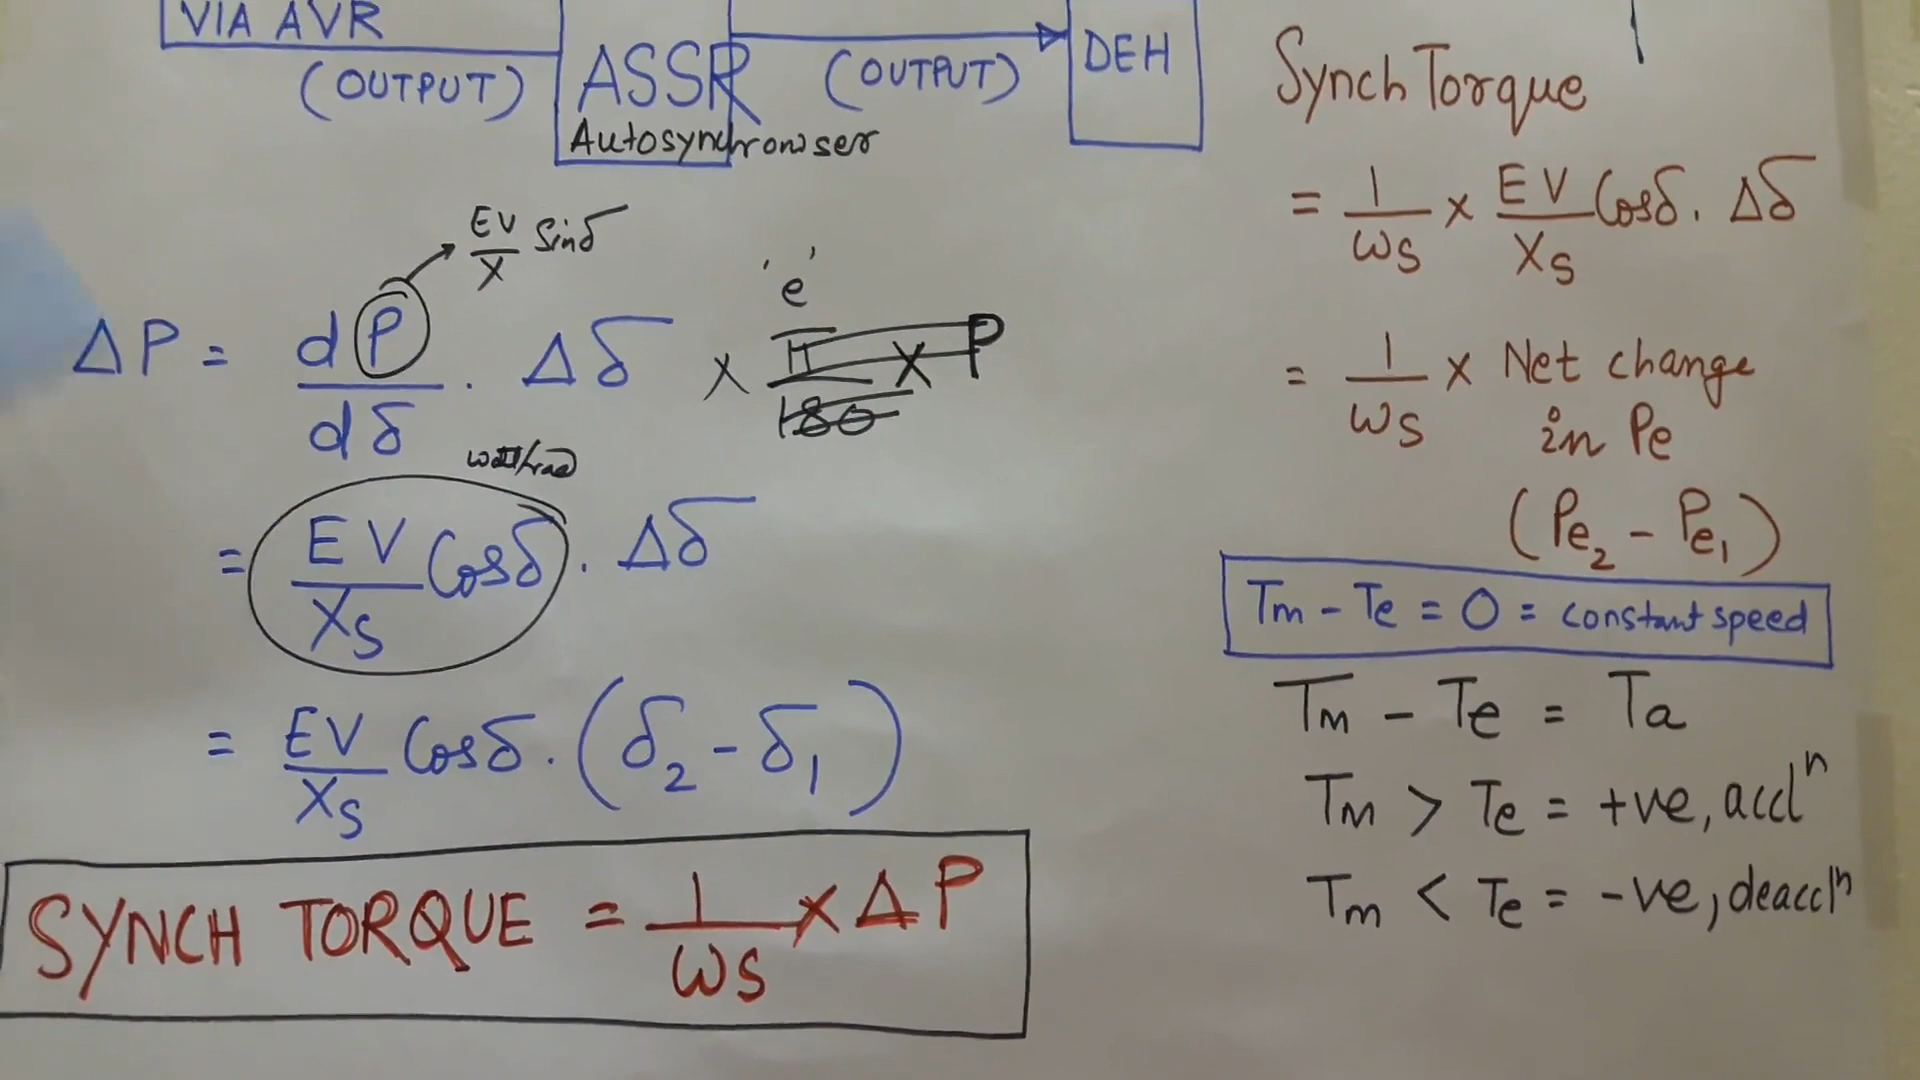 VIA AVR
(OUTPUT)
ASSR
Autosynchroniser
(OUTPUT)
DEH
EV/X Sinδ
ΔP = dP/dδ . Δδ × π/180 × P
'e'
watt/rad
= EV/Xs Cosδ . Δδ
= EV/Xs Cosδ . (δ2 - δ1)
SYNCH TORQUE = 1/ωs × ΔP
Synch Torque
= 1/ωs × EV/Xs Cosδ . Δδ
= 1/ωs × Net change
in Pe
(Pe2 - Pe1)
Tm - Te = 0 = constant speed
Tm - Te = Ta
Tm > Te = +ve, accl^n
Tm < Te = -ve, deaccl^n